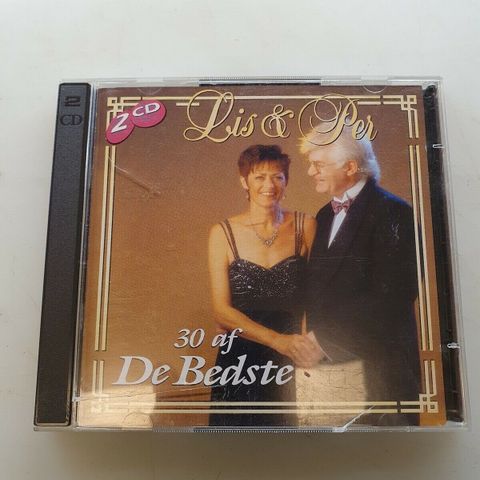 2
CD
2 CD
Lis & Per
30 af
De Bedste